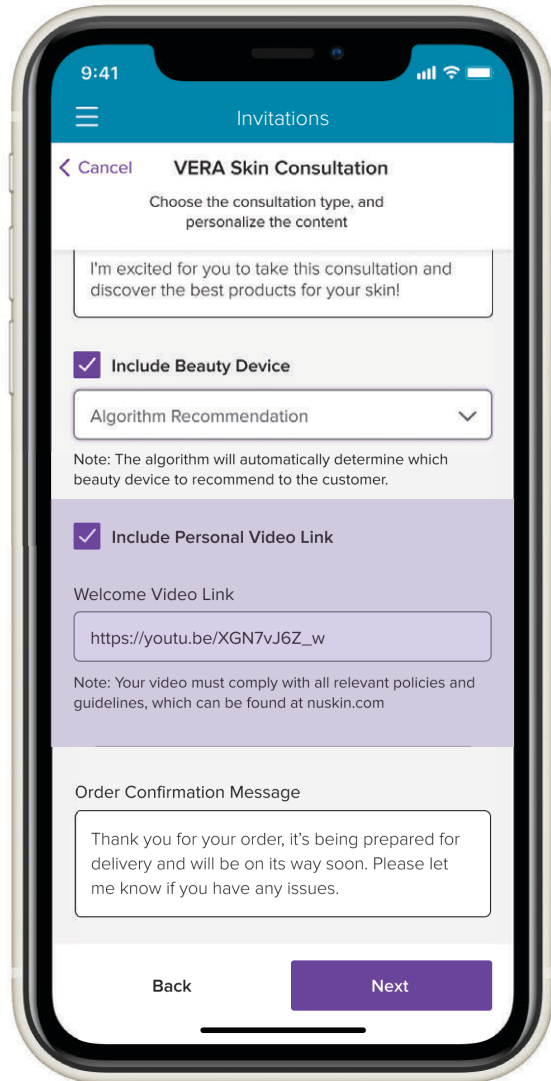 9:41
Invitations
Cancel
VERA Skin Consultation
Choose the consultation type, and
personalize the content
I'm excited for you to take this consultation and
discover the best products for your skin!
Include Beauty Device
Algorithm Recommendation
Note: The algorithm will automatically determine which
beauty device to recommend to the customer.
Include Personal Video Link
Welcome Video Link
https://youtu.be/XGN7vJ6Z_w
Note: Your video must comply with all relevant policies and
guidelines, which can be found at nuskin.com
Order Confirmation Message
Thank you for your order, it’s being prepared for
delivery and will be on its way soon. Please let
me know if you have any issues.
Back
Next